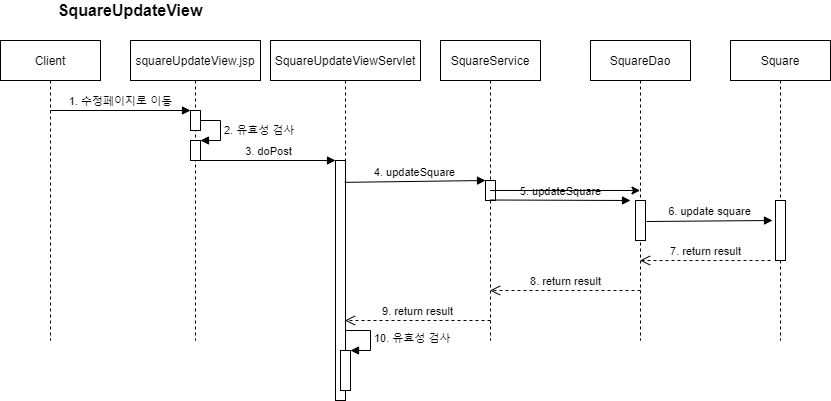 SquareUpdateView
Client
squareUpdateView.jsp
SquareUpdateViewServlet
SquareService
SquareDao
Square
1. 수정페이지로 이동
2. 유효성 검사
3. doPost
4. updateSquare
5. updateSquare
6. update square
7. return result
8. return result
9. return result
10. 유효성 검사